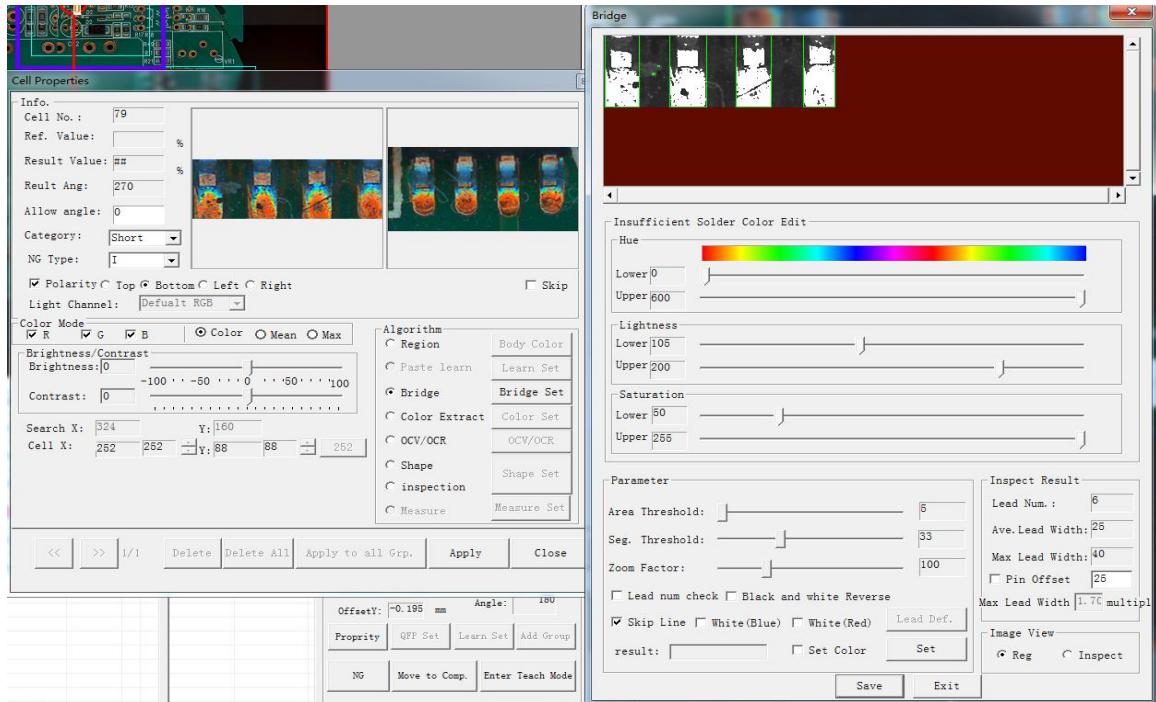 Cell Properties
Info.
Cell No.: 79
Ref. Value: %
Result Value: ## %
Reult Ang: 270
Allow angle: 0
Category: Short
NG Type: I
Polarity Top Bottom Left Right Skip
Light Channel: Defualt RGB
Color Mode
R G B Color Mean Max
Brightness/Contrast
Brightness: 0
-100 -50 0 50 100
Contrast: 0
Search X: 324 Y: 160
Cell X: 252 252 Y: 88 88 252
Algorithm
Region Body Color
Paste learn Learn Set
Bridge Bridge Set
Color Extract Color Set
OCV/OCR OCV/OCR
Shape inspection Shape Set
Measure Measure Set
<< >> 1/1 Delete Delete All Apply to all Grp. Apply Close
OffsetY: -0.195 mm Angle: 180
Proprity QFP Set Learn Set Add Group
NG Move to Comp. Enter Teach Mode
Bridge
Insufficient Solder Color Edit
Hue
Lower 0
Upper 600
Lightness
Lower 105
Upper 200
Saturation
Lower 50
Upper 255
Parameter
Area Threshold: 5
Seg. Threshold: 33
Zoom Factor: 100
Lead num check Black and white Reverse
Skip Line White(Blue) White(Red) Lead Def.
result: Set Color Set
Inspect Result
Lead Num.: 6
Ave.Lead Width: 25
Max Lead Width: 40
Pin Offset 25
Max Lead Width 1.70 multipl
Image View
Reg Inspect
Save Exit